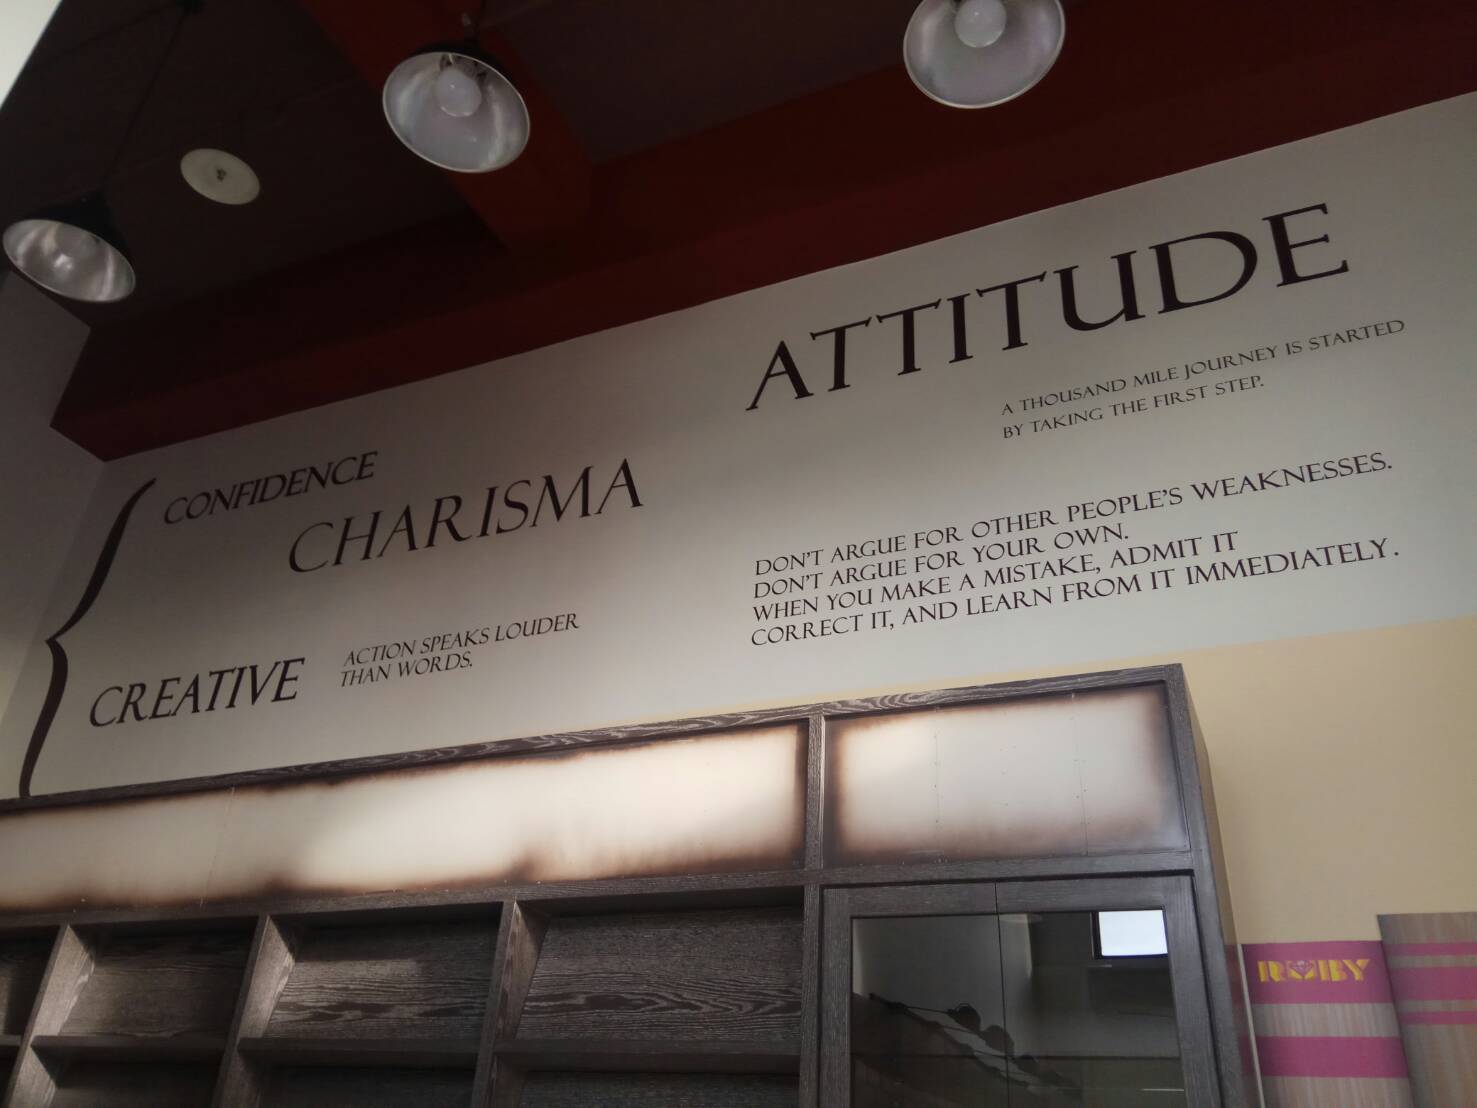 ATTITUDE
A THOUSAND MILE JOURNEY IS STARTED
BY TAKING THE FIRST STEP.
CONFIDENCE
CHARISMA
DON'T ARGUE FOR OTHER PEOPLE'S WEAKNESSES.
DON'T ARGUE FOR YOUR OWN.
WHEN YOU MAKE A MISTAKE, ADMIT IT
CORRECT IT, AND LEARN FROM IT IMMEDIATELY.
CREATIVE
ACTION SPEAKS LOUDER
THAN WORDS.
RUBY